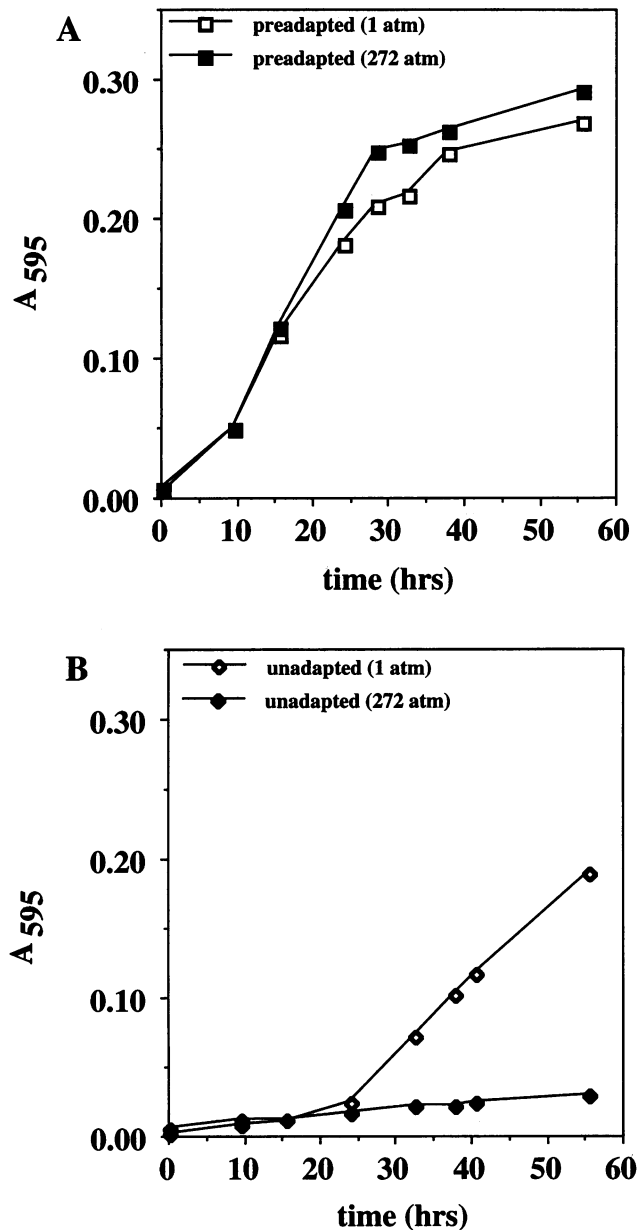 A
preadapted (1 atm)
preadapted (272 atm)
0.30
0.20
0.10
0.00
A 595
0 10 20 30 40 50 60
time (hrs)
B
unadapted (1 atm)
unadapted (272 atm)
0.30
0.20
0.10
0.00
A 595
0 10 20 30 40 50 60
time (hrs)